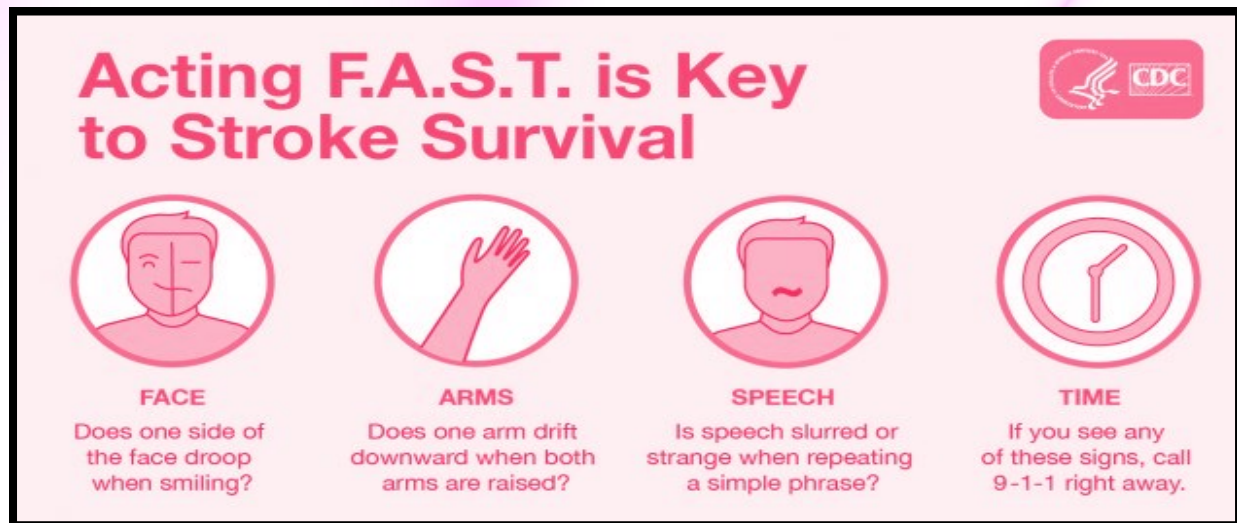 Acting F.A.S.T. is Key
to Stroke Survival
CDC
FACE
Does one side of
the face droop
when smiling?
ARMS
Does one arm drift
downward when both
arms are raised?
SPEECH
Is speech slurred or
strange when repeating
a simple phrase?
TIME
If you see any
of these signs, call
9-1-1 right away.